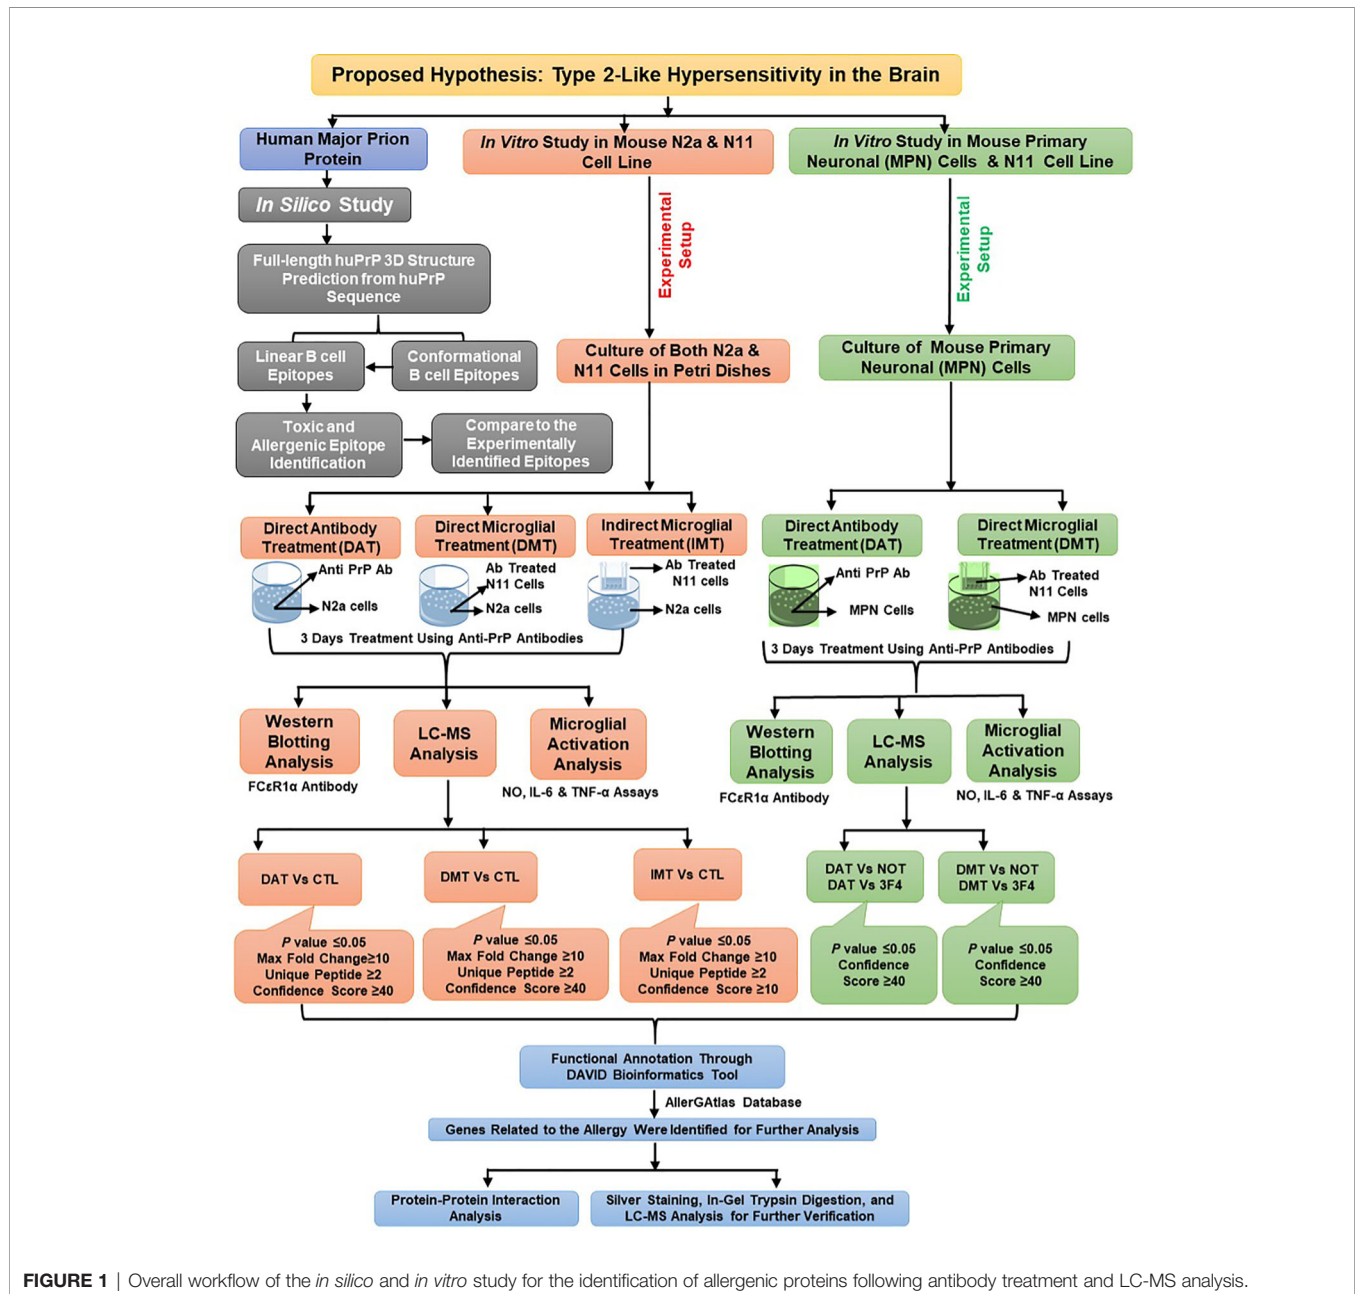 Proposed Hypothesis: Type 2-Like Hypersensitivity in the Brain
Human Major Prion
Protein
In Vitro Study in Mouse N2a & N11
Cell Line
In Vitro Study in Mouse Primary
Neuronal (MPN) Cells & N11 Cell Line
In Silico Study
Full-length huPrP 3D Structure
Prediction from huPrP
Sequence
Linear B cell
Epitopes
Conformational
B cell Epitopes
Toxic and
Allergenic Epitope
Identification
Compare to the
Experimentally
Identified Epitopes
Experimental
Setup
Experimental
Setup
Culture of Both N2a &
N11 Cells in Petri Dishes
Culture of Mouse Primary
Neuronal (MPN) Cells
Direct Antibody
Treatment (DAT)
Direct Microglial
Treatment (DMT)
Indirect Microglial
Treatment (IMT)
Direct Antibody
Treatment (DAT)
Direct Microglial
Treatment (DMT)
Anti PrP Ab
N2a cells
Ab Treated
N11 Cells
N2a cells
Ab Treated
N11 cells
N2a cells
Anti PrP Ab
MPN Cells
Ab Treated
N11 Cells
MPN cells
3 Days Treatment Using Anti-PrP Antibodies
3 Days Treatment Using Anti-PrP Antibodies
Western
Blotting
Analysis
FCεR1α Antibody
LC-MS
Analysis
Microglial
Activation
Analysis
NO, IL-6 & TNF-α Assays
Western
Blotting
Analysis
FCεR1α Antibody
LC-MS
Analysis
Microglial
Activation
Analysis
NO, IL-6 & TNF-α Assays
DAT Vs CTL
DMT Vs CTL
IMT Vs CTL
DAT Vs NOT
DAT Vs 3F4
DMT Vs NOT
DMT Vs 3F4
P value ≤0.05
Max Fold Change≥10
Unique Peptide ≥2
Confidence Score ≥40
P value ≤0.05
Max Fold Change ≥10
Unique Peptide ≥2
Confidence Score ≥40
P value ≤0.05
Max Fold Change ≥10
Unique Peptide ≥2
Confidence Score ≥10
P value ≤0.05
Confidence
Score ≥40
P value ≤0.05
Confidence
Score ≥40
Functional Annotation Through
DAVID Bioinformatics Tool
AllerGAtlas Database
Genes Related to the Allergy Were Identified for Further Analysis
Protein-Protein Interaction
Analysis
Silver Staining, In-Gel Trypsin Digestion, and
LC-MS Analysis for Further Verification
FIGURE 1 | Overall workflow of the in silico and in vitro study for the identification of allergenic proteins following antibody treatment and LC-MS analysis.